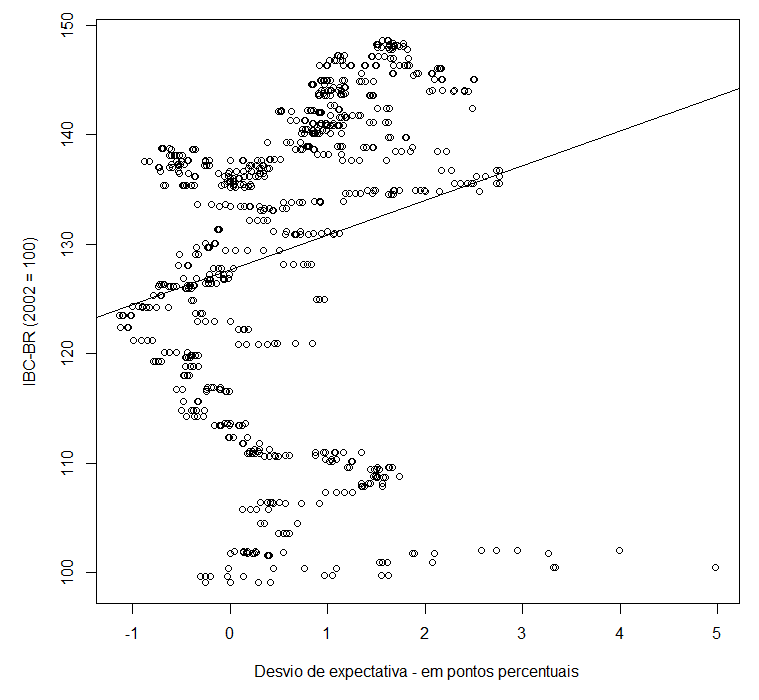 150
140
130
120
110
100
IBC-BR (2002 = 100)
-1 0 1 2 3 4 5
Desvio de expectativa - em pontos percentuais